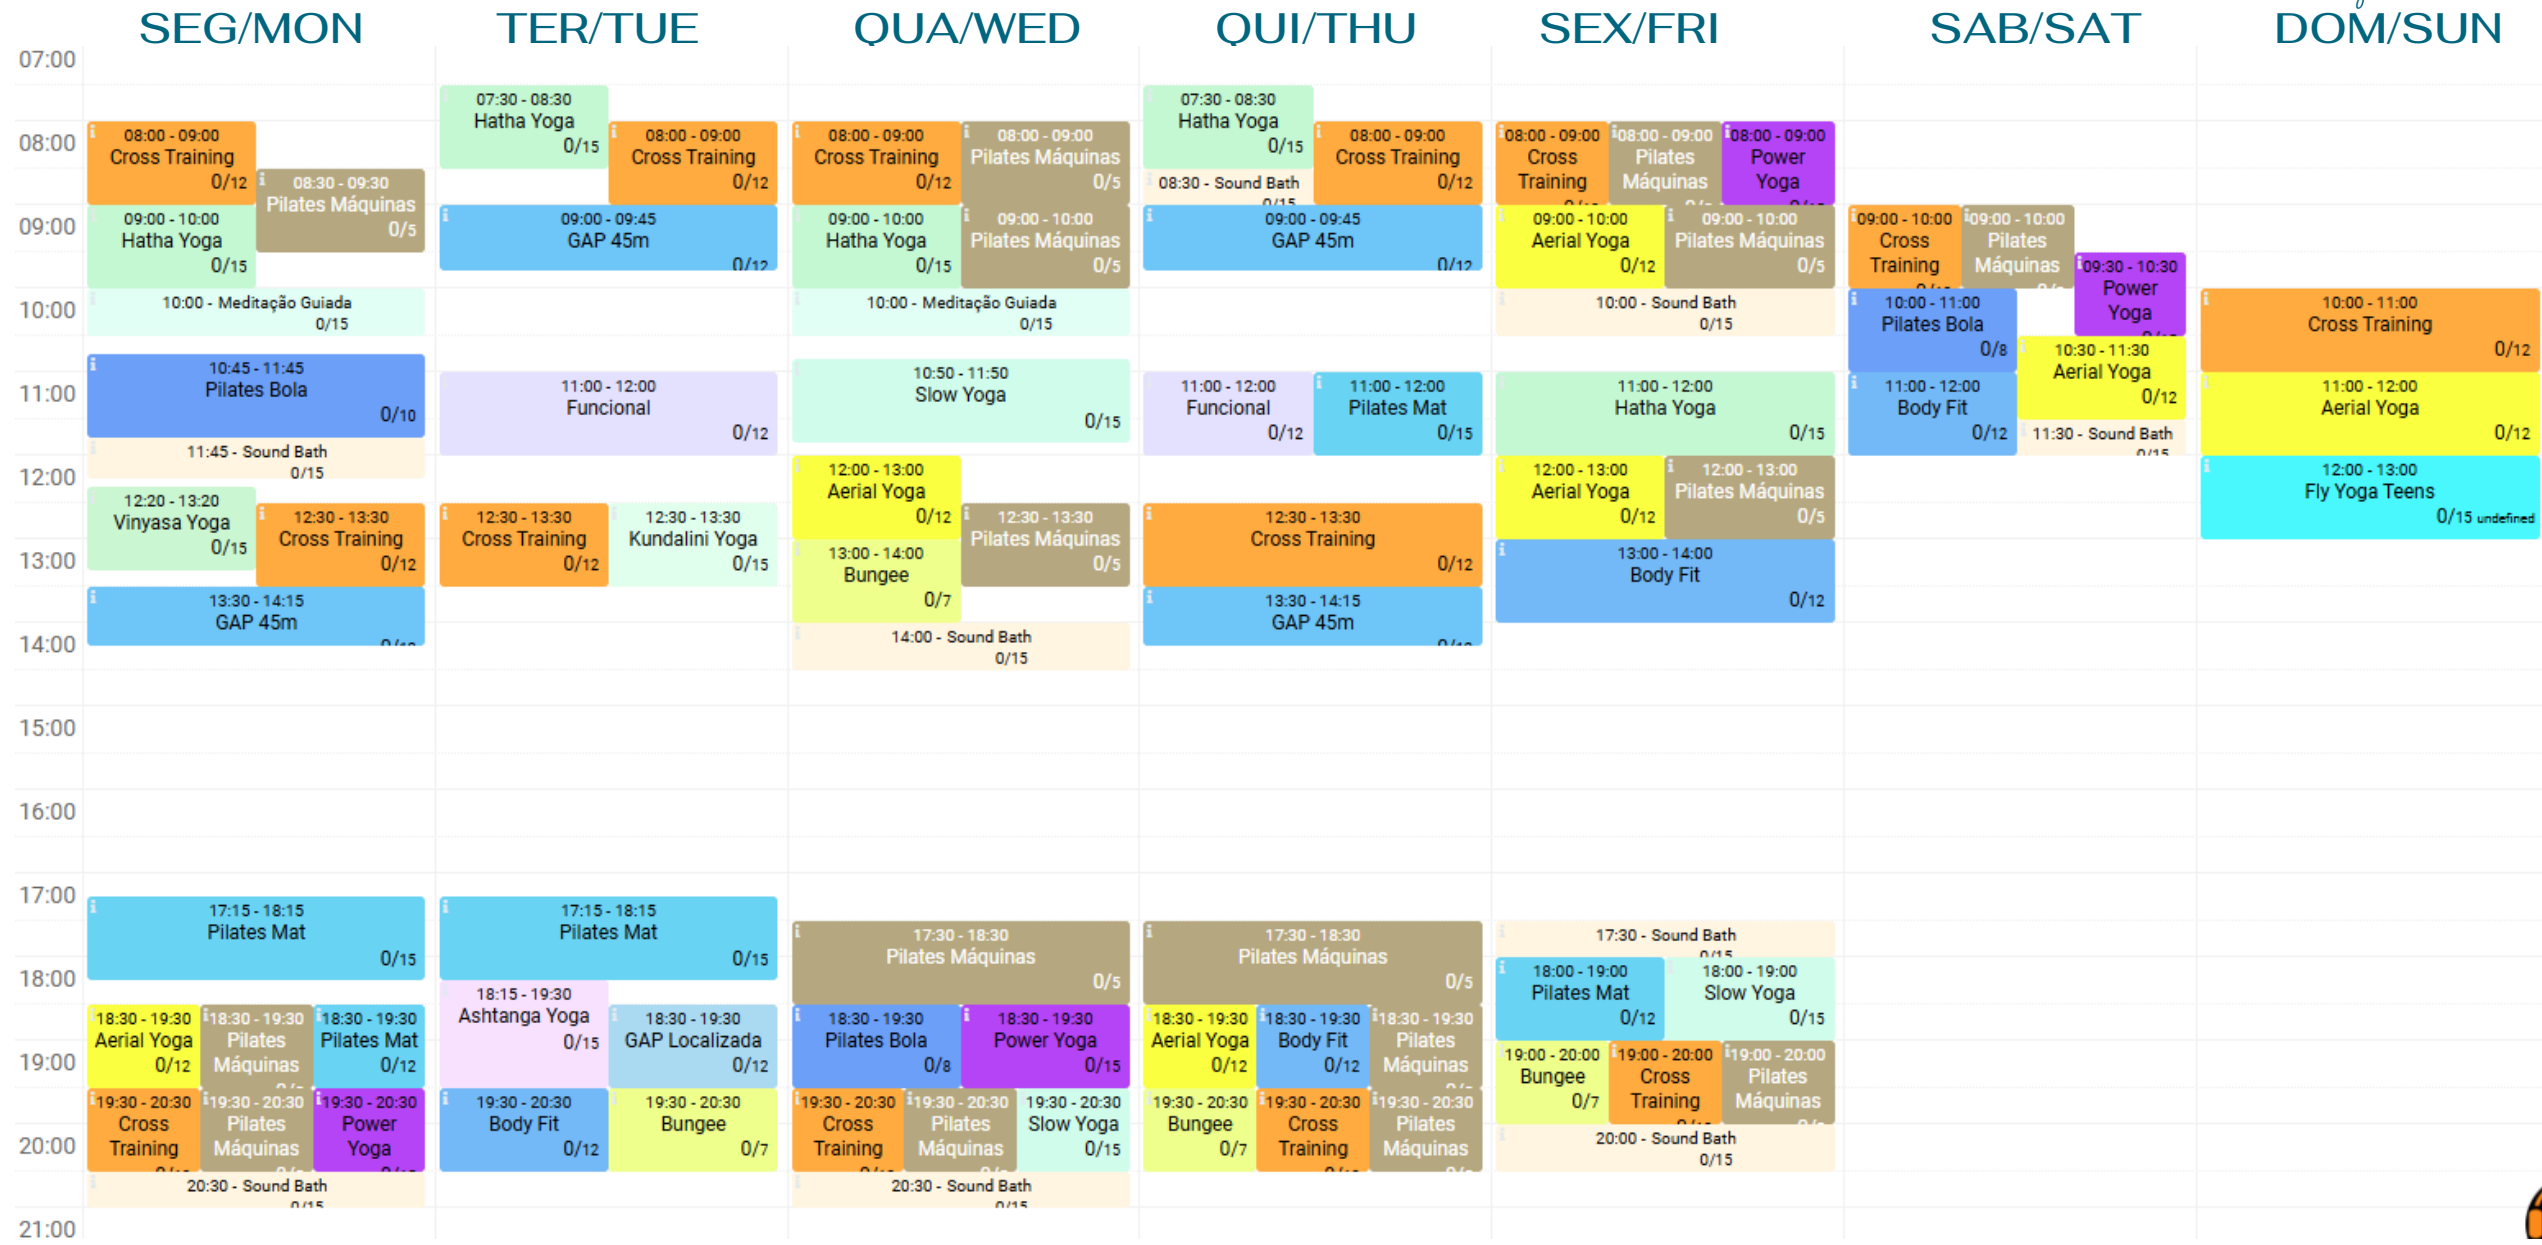 SEG/MON
TER/TUE
QUA/WED
QUI/THU
SEX/FRI
SAB/SAT
DOM/SUN
07:00
08:00
09:00
10:00
11:00
12:00
13:00
14:00
15:00
16:00
17:00
18:00
19:00
20:00
21:00
08:00 - 09:00
Cross Training
0/12
08:30 - 09:30
Pilates Máquinas
0/5
09:00 - 10:00
Hatha Yoga
0/15
10:00 - Meditação Guiada
0/15
10:45 - 11:45
Pilates Bola
0/10
11:45 - Sound Bath
0/15
12:20 - 13:20
Vinyasa Yoga
0/15
12:30 - 13:30
Cross Training
0/12
13:30 - 14:15
GAP 45m
17:15 - 18:15
Pilates Mat
0/15
18:30 - 19:30
Aerial Yoga
0/12
18:30 - 19:30
Pilates
Máquinas
18:30 - 19:30
Pilates Mat
0/12
19:30 - 20:30
Cross
Training
19:30 - 20:30
Pilates
Máquinas
19:30 - 20:30
Power
Yoga
20:30 - Sound Bath
0/15
07:30 - 08:30
Hatha Yoga
0/15
08:00 - 09:00
Cross Training
0/12
09:00 - 09:45
GAP 45m
0/12
11:00 - 12:00
Funcional
0/12
12:30 - 13:30
Cross Training
0/12
12:30 - 13:30
Kundalini Yoga
0/15
17:15 - 18:15
Pilates Mat
0/15
18:15 - 19:30
Ashtanga Yoga
0/15
18:30 - 19:30
GAP Localizada
0/12
19:30 - 20:30
Body Fit
0/12
19:30 - 20:30
Bungee
0/7
08:00 - 09:00
Cross Training
0/12
08:00 - 09:00
Pilates Máquinas
0/5
09:00 - 10:00
Hatha Yoga
0/15
09:00 - 10:00
Pilates Máquinas
0/5
10:00 - Meditação Guiada
0/15
10:50 - 11:50
Slow Yoga
0/15
12:00 - 13:00
Aerial Yoga
0/12
12:30 - 13:30
Pilates Máquinas
0/5
13:00 - 14:00
Bungee
0/7
14:00 - Sound Bath
0/15
17:30 - 18:30
Pilates Máquinas
0/5
18:30 - 19:30
Pilates Bola
0/8
18:30 - 19:30
Power Yoga
0/15
19:30 - 20:30
Cross
Training
19:30 - 20:30
Pilates
Máquinas
19:30 - 20:30
Slow Yoga
0/15
20:30 - Sound Bath
0/15
07:30 - 08:30
Hatha Yoga
0/15
08:00 - 09:00
Cross Training
0/12
08:30 - Sound Bath
0/15
09:00 - 09:45
GAP 45m
0/12
11:00 - 12:00
Funcional
0/12
11:00 - 12:00
Pilates Mat
0/15
12:30 - 13:30
Cross Training
0/12
13:30 - 14:15
GAP 45m
17:30 - 18:30
Pilates Máquinas
0/5
18:30 - 19:30
Aerial Yoga
0/12
18:30 - 19:30
Body Fit
0/12
18:30 - 19:30
Pilates
Máquinas
19:30 - 20:30
Bungee
0/7
19:30 - 20:30
Cross
Training
19:30 - 20:30
Pilates
Máquinas
08:00 - 09:00
Cross
Training
08:00 - 09:00
Pilates
Máquinas
08:00 - 09:00
Power
Yoga
09:00 - 10:00
Aerial Yoga
0/12
09:00 - 10:00
Pilates Máquinas
0/5
10:00 - Sound Bath
0/15
11:00 - 12:00
Hatha Yoga
0/15
12:00 - 13:00
Aerial Yoga
0/12
12:00 - 13:00
Pilates Máquinas
0/5
13:00 - 14:00
Body Fit
0/12
17:30 - Sound Bath
0/15
18:00 - 19:00
Pilates Mat
0/12
18:00 - 19:00
Slow Yoga
0/15
19:00 - 20:00
Bungee
0/7
19:00 - 20:00
Cross
Training
19:00 - 20:00
Pilates
Máquinas
20:00 - Sound Bath
0/15
09:00 - 10:00
Cross
Training
09:00 - 10:00
Pilates
Máquinas
09:30 - 10:30
Power
Yoga
10:00 - 11:00
Pilates Bola
0/8
10:30 - 11:30
Aerial Yoga
0/12
11:00 - 12:00
Body Fit
0/12
11:30 - Sound Bath
0/15
10:00 - 11:00
Cross Training
0/12
11:00 - 12:00
Aerial Yoga
0/12
12:00 - 13:00
Fly Yoga Teens
0/15 undefined